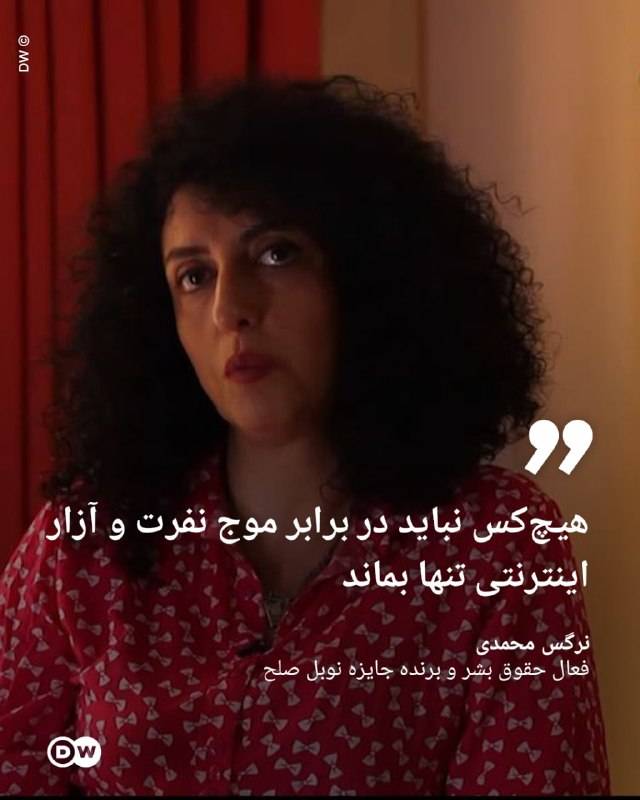 DW ©
”
هیچ‌کس نباید در برابر موج نفرت و آزار
اینترنتی تنها بماند
نرگس محمدی
فعال حقوق بشر و برنده جایزه نوبل صلح
DW